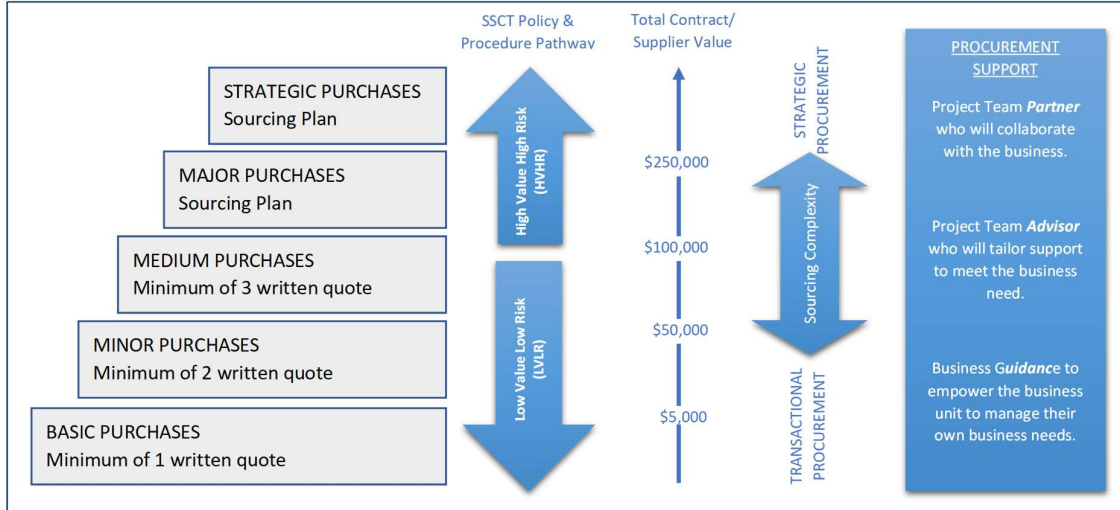 STRATEGIC PURCHASES
Sourcing Plan
MAJOR PURCHASES
Sourcing Plan
MEDIUM PURCHASES
Minimum of 3 written quote
MINOR PURCHASES
Minimum of 2 written quote
BASIC PURCHASES
Minimum of 1 written quote
SSCT Policy &
Procedure Pathway
High Value High Risk
(HVHR)
Low Value Low Risk
(LVLR)
Total Contract/
Supplier Value
$250,000
$100,000
$50,000
$5,000
STRATEGIC
PROCUREMENT
Sourcing Complexity
TRANSACTIONAL
PROCUREMENT
PROCUREMENT
SUPPORT
Project Team Partner
who will collaborate
with the business.
Project Team Advisor
who will tailor support
to meet the business
need.
Business Guidance to
empower the business
unit to manage their
own business needs.